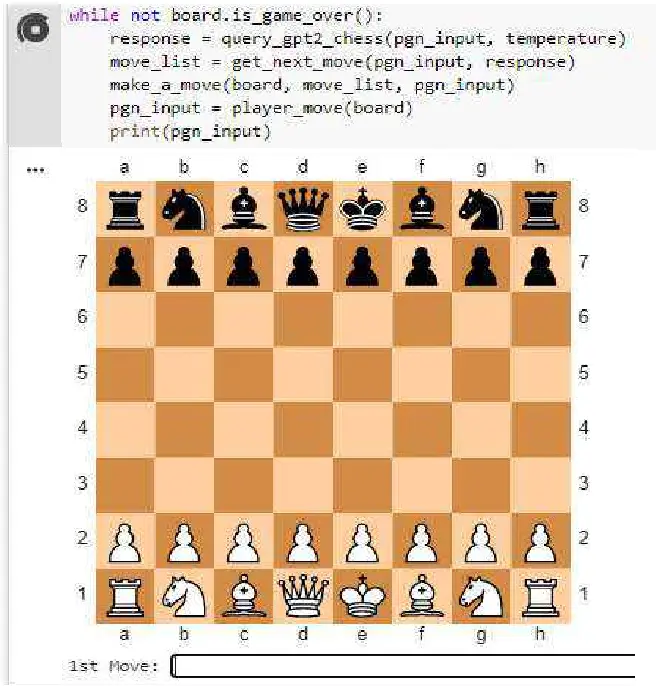 while not board.is_game_over():
response = query_gpt2_chess(pgn_input, temperature)
move_list = get_next_move(pgn_input, response)
make_a_move(board, move_list, pgn_input)
pgn_input = player_move(board)
print(pgn_input)
...
a b c d e f g h
8 8
7 7
6 6
5 5
4 4
3 3
2 2
1 1
a b c d e f g h
1st Move: